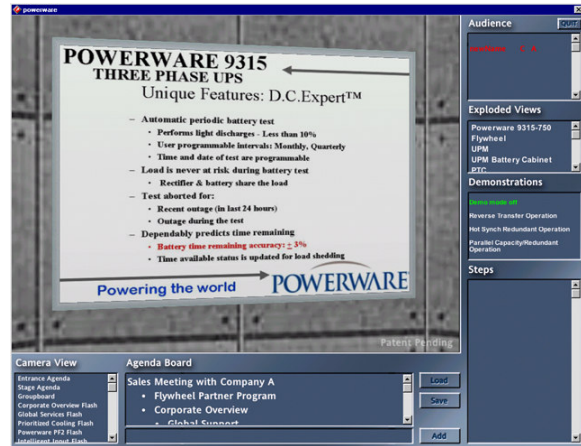 powerware
POWERWARE 9315
THREE PHASE UPS
Unique Features: D.C.Expert™
– Automatic periodic battery test
• Performs light discharges - Less than 10%
• User programmable intervals: Monthly, Quarterly
• Time and date of test are programmable
– Load is never at risk during battery test
• Rectifier & battery share the load
– Test aborted for:
• Recent outage (in last 24 hours)
• Outage during the test
– Dependably predicts time remaining
• Battery time remaining accuracy: ± 3%
• Time available status is updated for load shedding
Powering the world
POWERWARE
Patent Pending
Audience
QUIT
Exploded Views
Powerware 9315-750
Flywheel
UPM
UPM Battery Cabinet
PTC
Demonstrations
Demo mode off
Reverse Transfer Operation
Hot Synch Redundant Operation
Parallel Capacity/Redundant
Operation
Steps
Camera View
Entrance Agenda
Stage Agenda
Groupboard
Corporate Overview Flash
Global Services Flash
Prioritized Cooling Flash
Powerware PF2 Flash
Intelligent Input Flash
Agenda Board
Sales Meeting with Company A
• Flywheel Partner Program
• Corporate Overview
• Global Support
Load
Save
Add